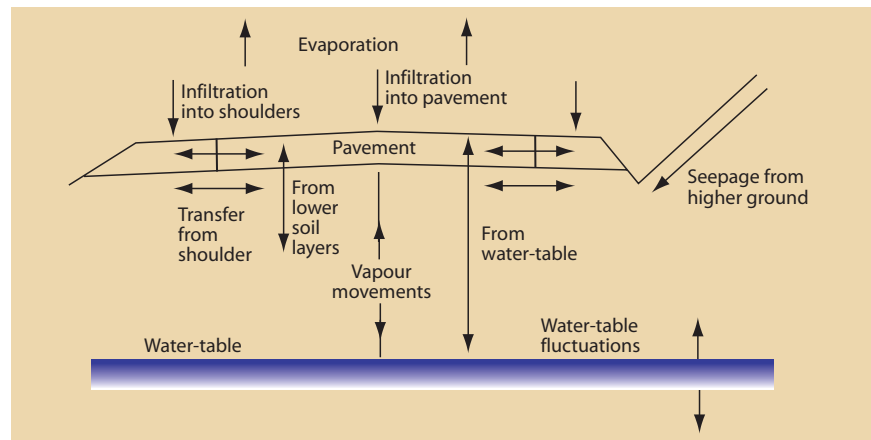 Evaporation
Infiltration
into shoulders
Infiltration
into pavement
Pavement
Seepage from
higher ground
Transfer
from
shoulder
From
lower
soil
layers
From
water-table
Vapour
movements
Water-table
Water-table
fluctuations